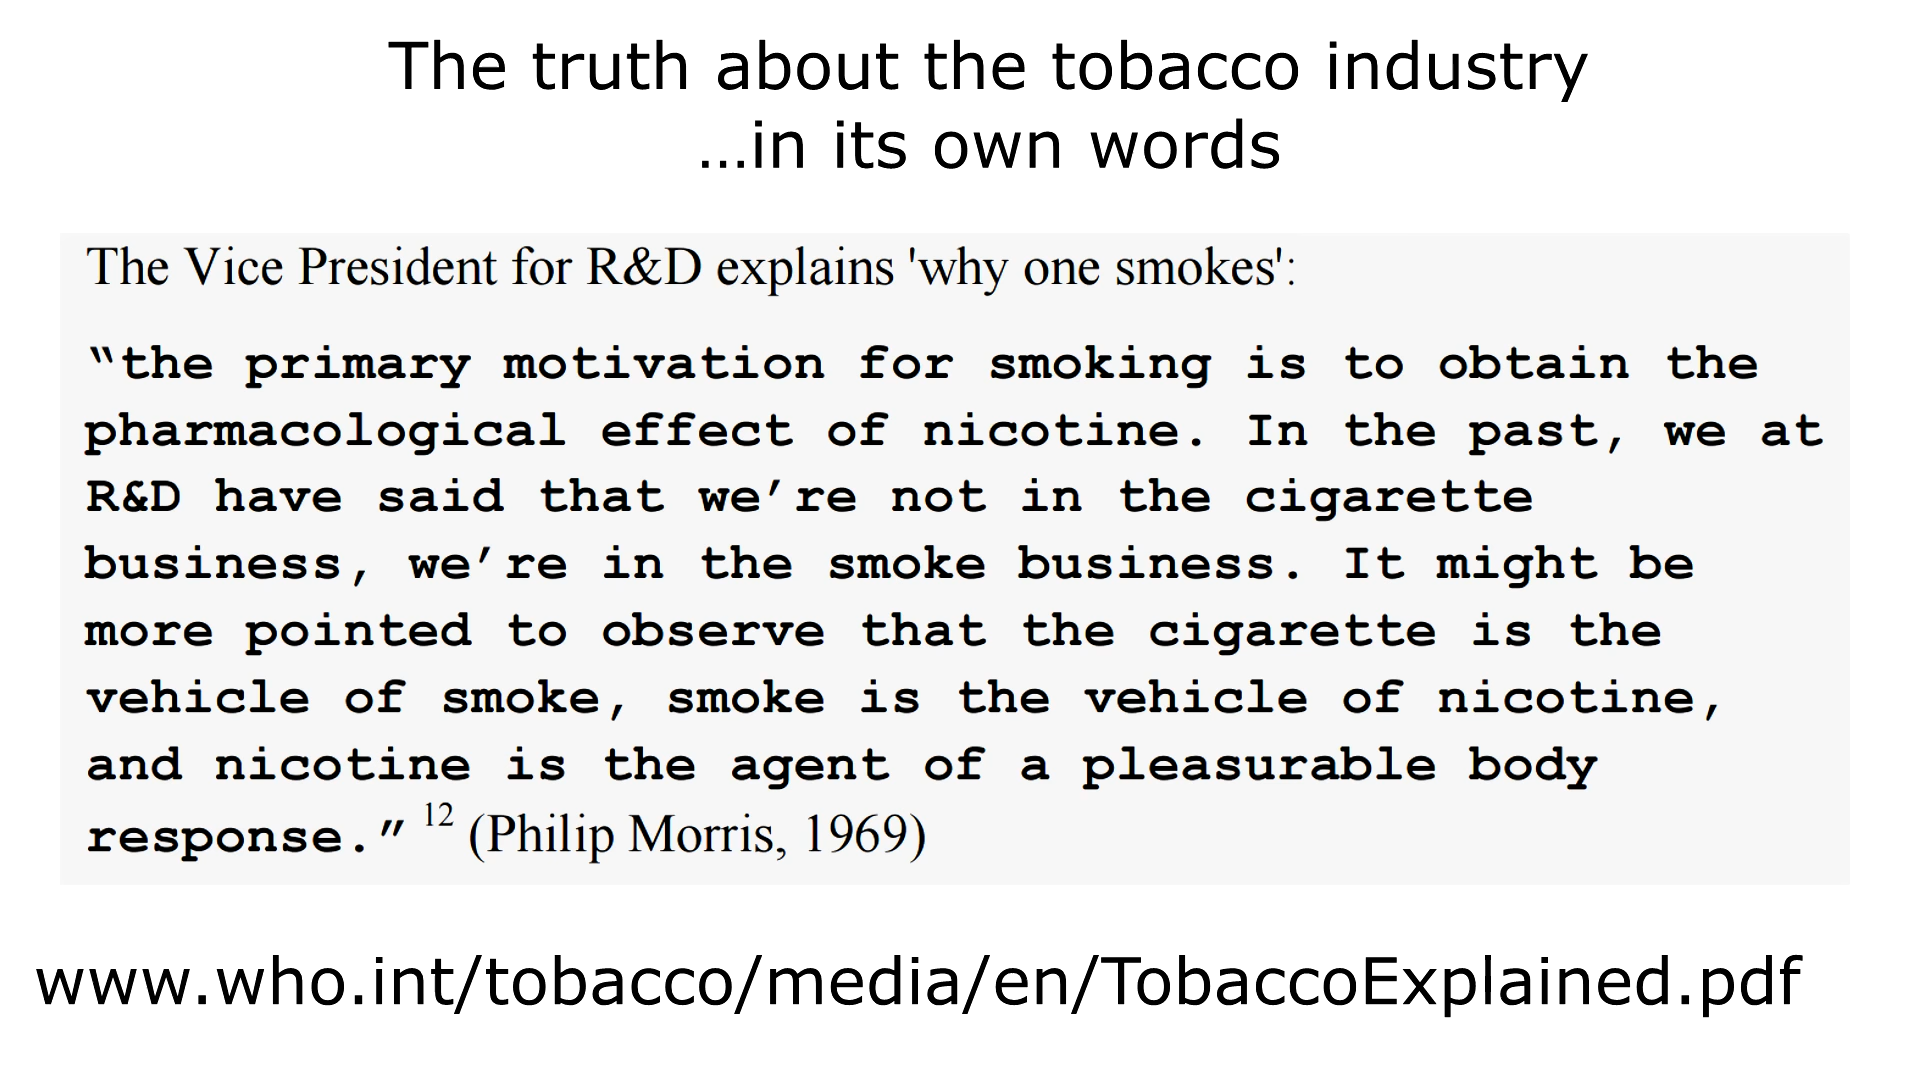 The truth about the tobacco industry
…in its own words
The Vice President for R&D explains 'why one smokes':
“the primary motivation for smoking is to obtain the
pharmacological effect of nicotine. In the past, we at
R&D have said that we’re not in the cigarette
business, we’re in the smoke business. It might be
more pointed to observe that the cigarette is the
vehicle of smoke, smoke is the vehicle of nicotine,
and nicotine is the agent of a pleasurable body
response.” 12 (Philip Morris, 1969)
www.who.int/tobacco/media/en/TobaccoExplained.pdf